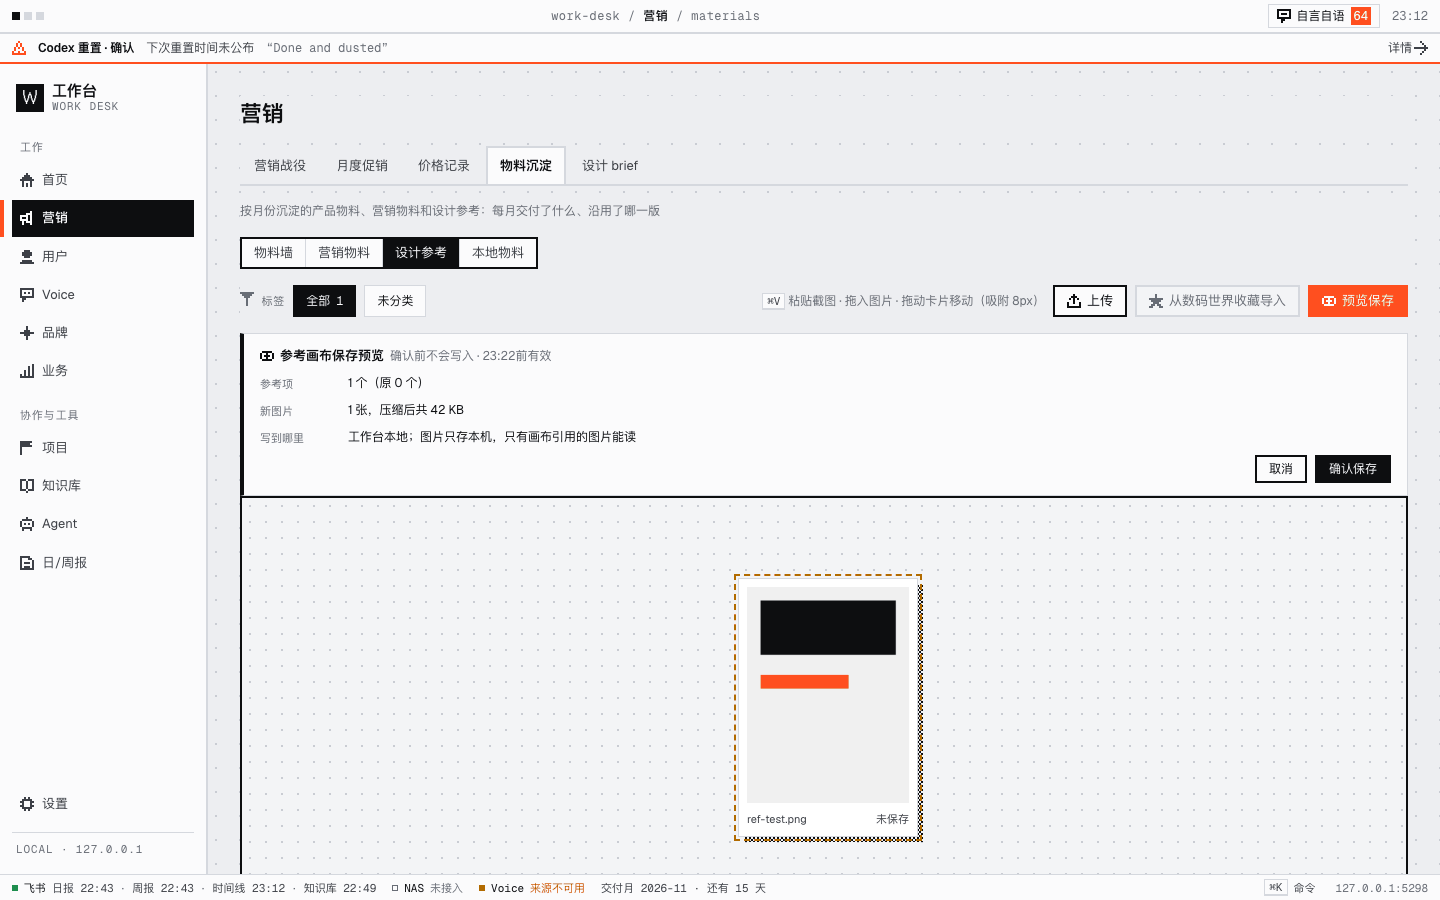 work-desk / 营销 / materials
自言自语 64
23:12
Codex 重置 · 确认 下次重置时间未公布 “Done and dusted”
详情
W 工作台
WORK DESK
工作
首页
营销
用户
Voice
品牌
业务
协作与工具
项目
知识库
Agent
日/周报
设置
LOCAL · 127.0.0.1
营销
营销战役 月度促销 价格记录 物料沉淀 设计 brief
按月份沉淀的产品物料、营销物料和设计参考：每月交付了什么、沿用了哪一版
物料墙 营销物料 设计参考 本地物料
标签 全部 1 未分类
⌘V 粘贴截图 · 拖入图片 · 拖动卡片移动（吸附 8px） 上传 从数码世界收藏导入 预览保存
参考画布保存预览 确认前不会写入 · 23:22前有效
参考项 1 个（原 0 个）
新图片 1 张，压缩后共 42 KB
写到哪里 工作台本地；图片只存本机，只有画布引用的图片能读
取消 确认保存
ref-test.png 未保存
飞书 日报 22:43 · 周报 22:43 · 时间线 23:12 · 知识库 22:49 NAS 未接入 Voice 来源不可用 交付月 2026-11 · 还有 15 天
⌘K 命令 127.0.0.1:5298